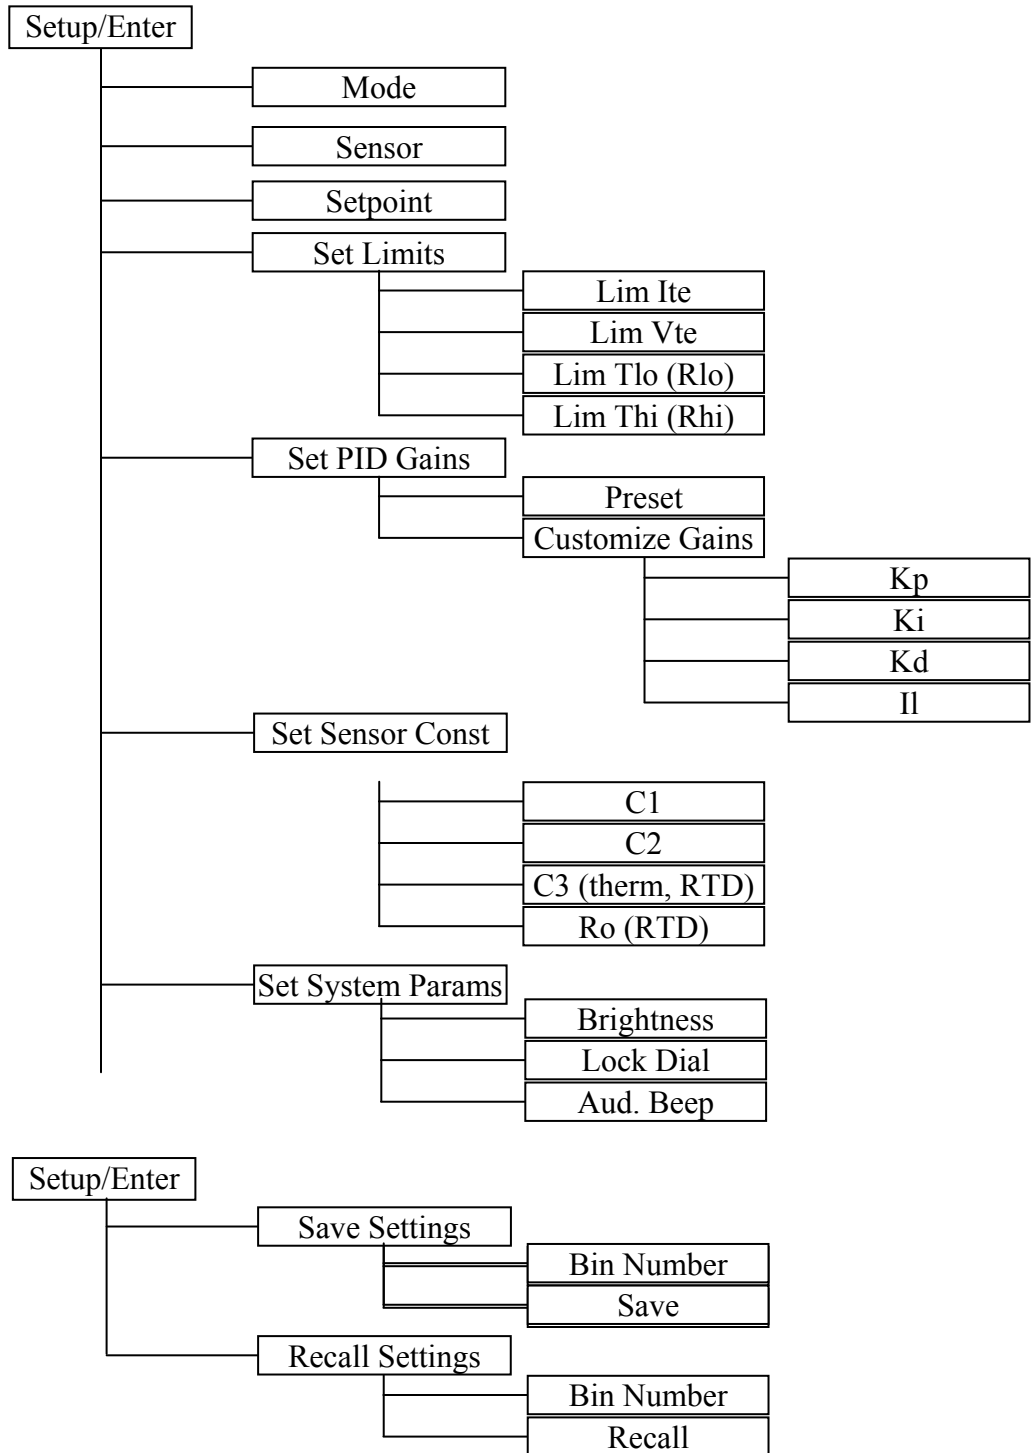 Setup/Enter
Mode
Sensor
Setpoint
Set Limits
Lim Ite
Lim Vte
Lim Tlo (Rlo)
Lim Thi (Rhi)
Set PID Gains
Preset
Customize Gains
Kp
Ki
Kd
Il
Set Sensor Const
C1
C2
C3 (therm, RTD)
Ro (RTD)
Set System Params
Brightness
Lock Dial
Aud. Beep
Setup/Enter
Save Settings
Bin Number
Save
Recall Settings
Bin Number
Recall